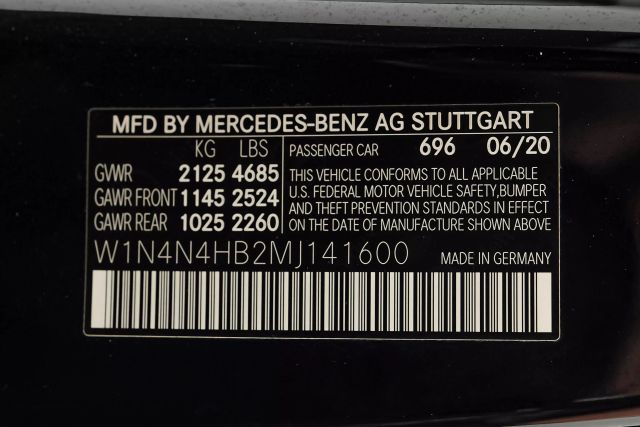 MFD BY MERCEDES-BENZ AG STUTTGART
KG LBS
GVWR 2125 4685
GAWR FRONT 1145 2524
GAWR REAR 1025 2260
PASSENGER CAR 696 06/20
THIS VEHICLE CONFORMS TO ALL APPLICABLE
U.S. FEDERAL MOTOR VEHICLE SAFETY,BUMPER
AND THEFT PREVENTION STANDARDS IN EFFECT
ON THE DATE OF MANUFACTURE SHOWN ABOVE
W1N4N4HB2MJ141600
MADE IN GERMANY